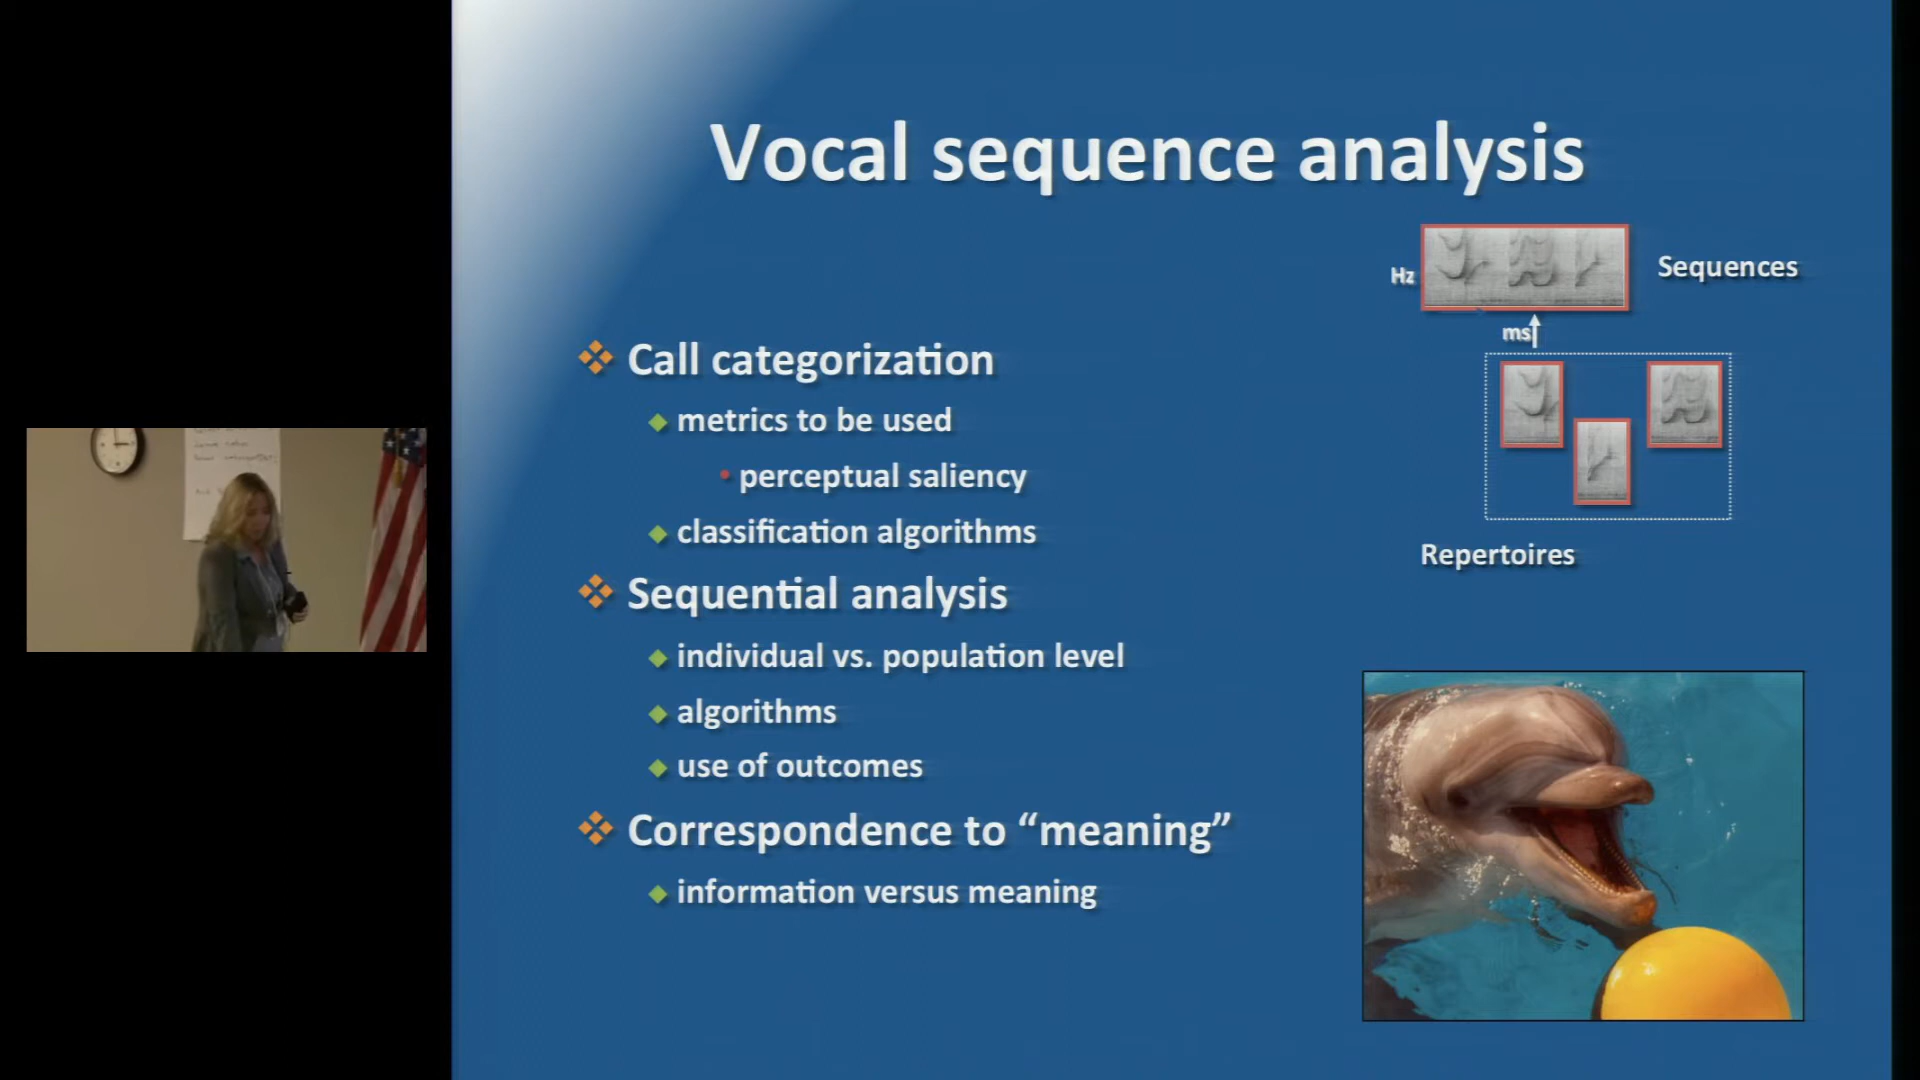 Vocal sequence analysis
Hz
Sequences
ms
Call categorization
metrics to be used
perceptual saliency
classification algorithms
Repertoires
Sequential analysis
individual vs. population level
algorithms
use of outcomes
Correspondence to “meaning”
information versus meaning